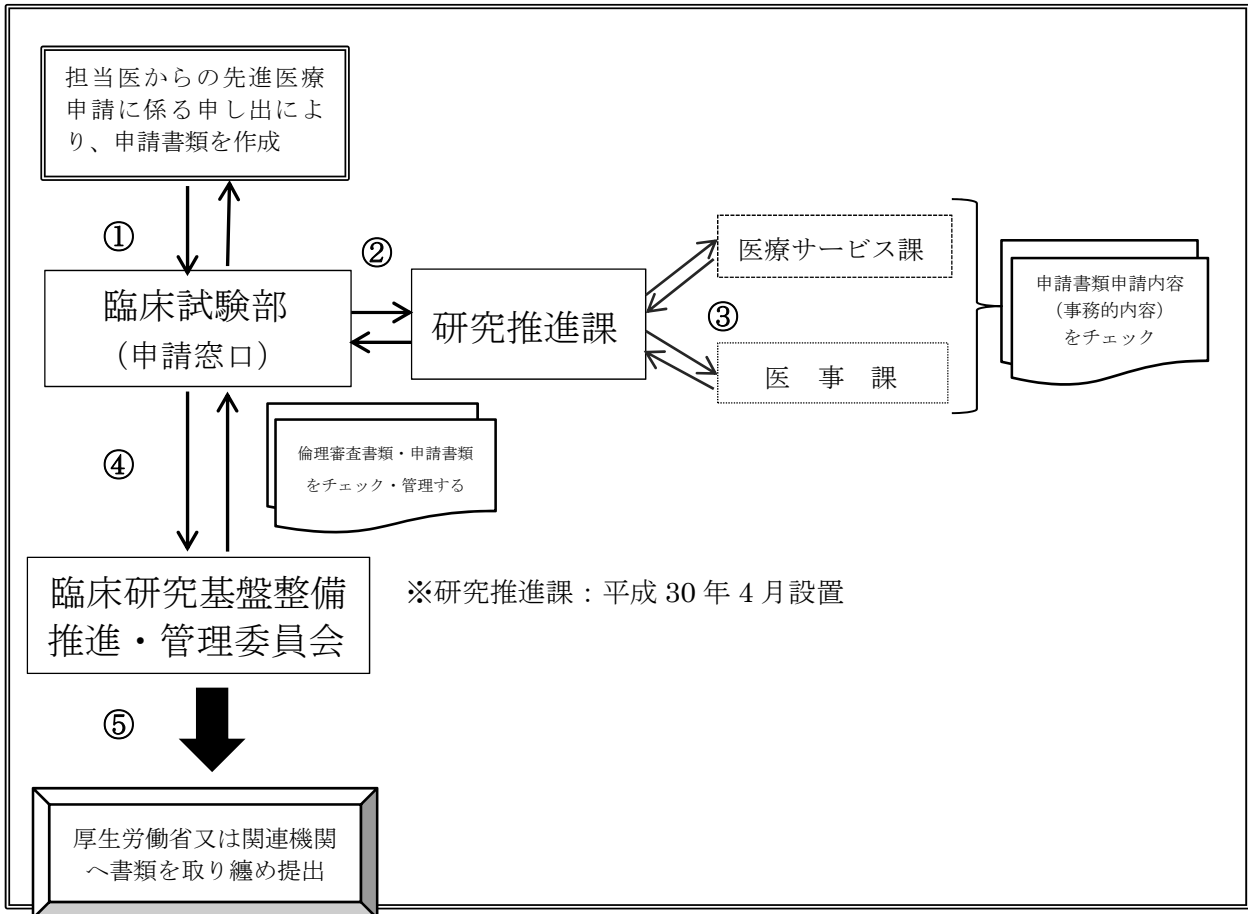 担当医からの先進医療
申請に係る申し出によ
り、申請書類を作成
①
②
臨床試験部
（申請窓口）
研究推進課
医療サービス課
③
医　事　課
申請書類申請内容
（事務的内容）
をチェック
④
倫理審査書類・申請書類
をチェック・管理する
臨床研究基盤整備
推進・管理委員会
※研究推進課：平成 30 年 4 月設置
⑤
厚生労働省又は関連機関
へ書類を取り纏め提出